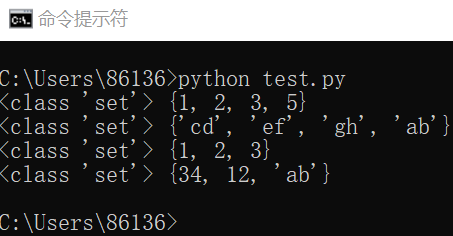 命令提示符
C:\Users\86136>python test.py
<class 'set'> {1, 2, 3, 5}
<class 'set'> {'cd', 'ef', 'gh', 'ab'}
<class 'set'> {1, 2, 3}
<class 'set'> {34, 12, 'ab'}
C:\Users\86136>